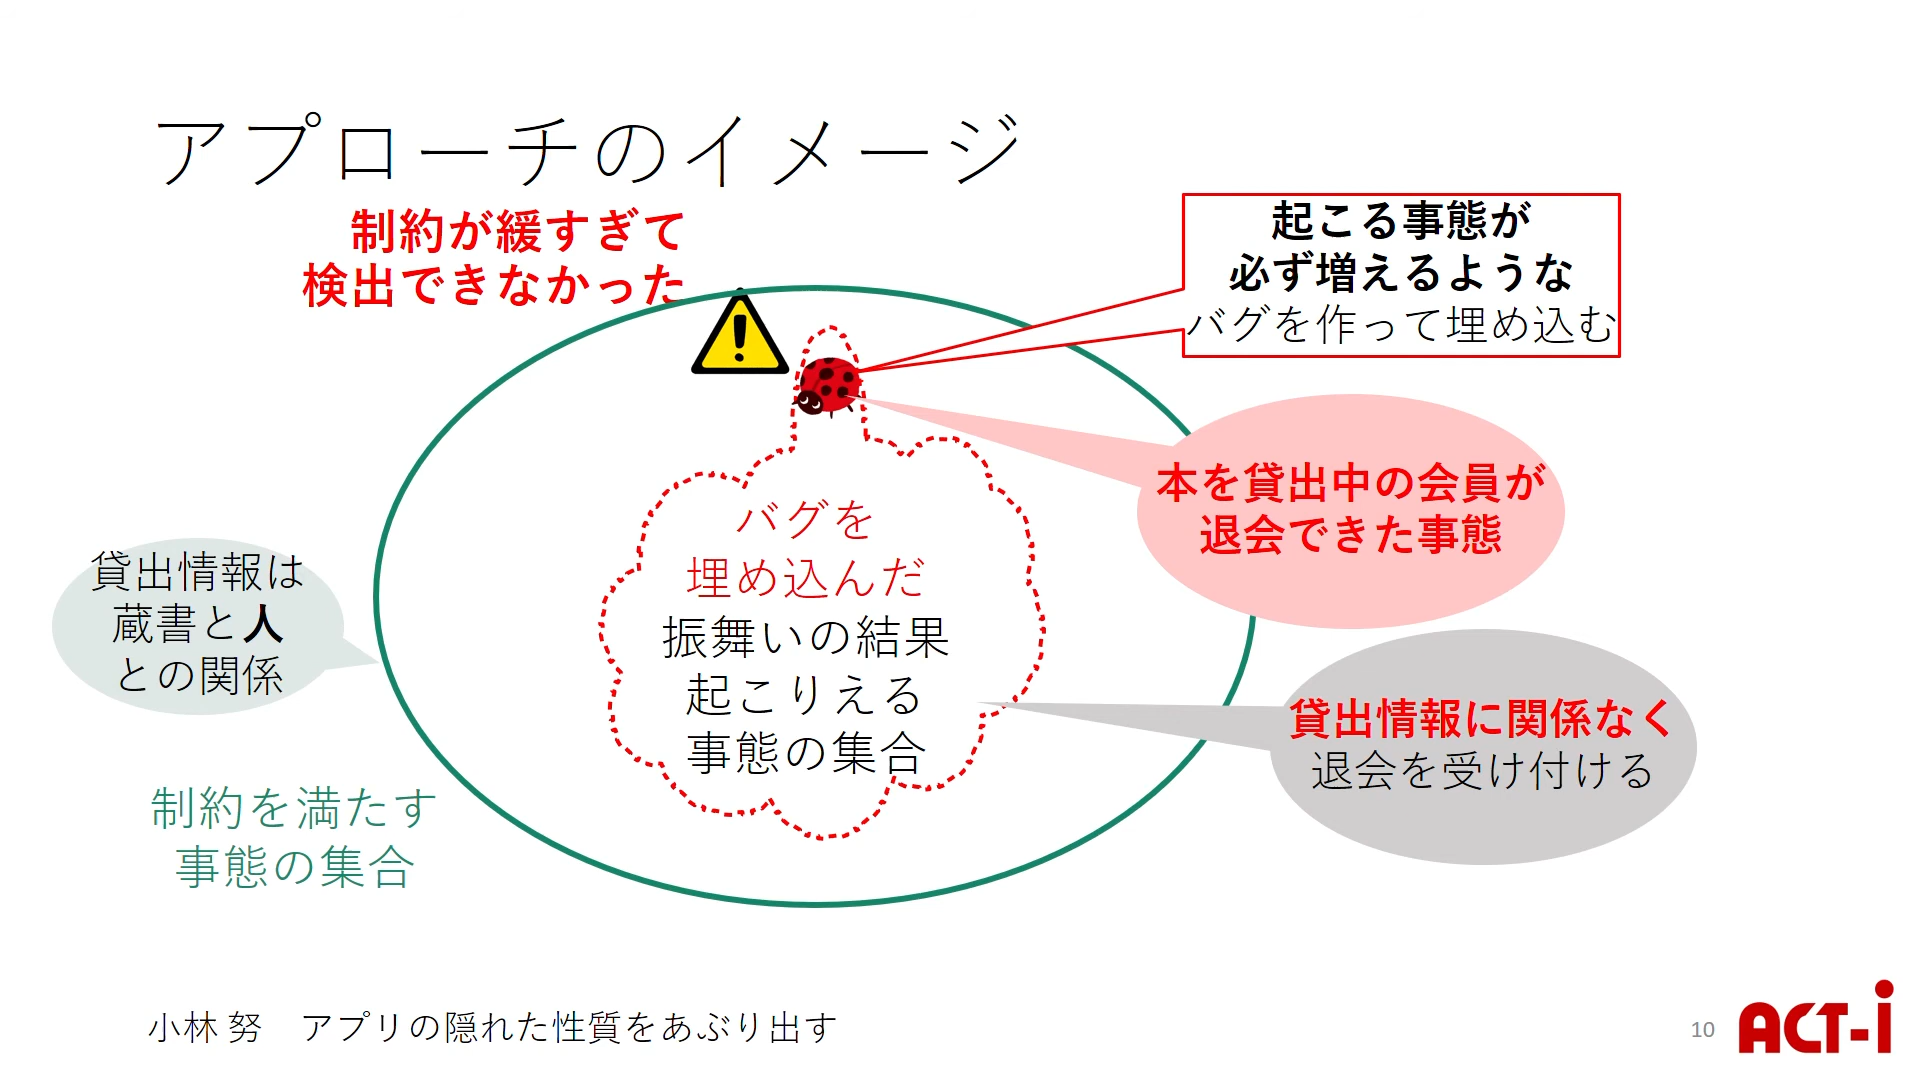 アプローチのイメージ
制約が緩すぎて
検出できなかった
起こる事態が
必ず増えるような
バグを作って埋め込む
本を貸出中の会員が
退会できた事態
バグを
埋め込んだ
振舞いの結果
起こりえる
事態の集合
貸出情報は
蔵書と人
との関係
貸出情報に関係なく
退会を受け付ける
制約を満たす
事態の集合
小林 努　アプリの隠れた性質をあぶり出す
10
ACT-i